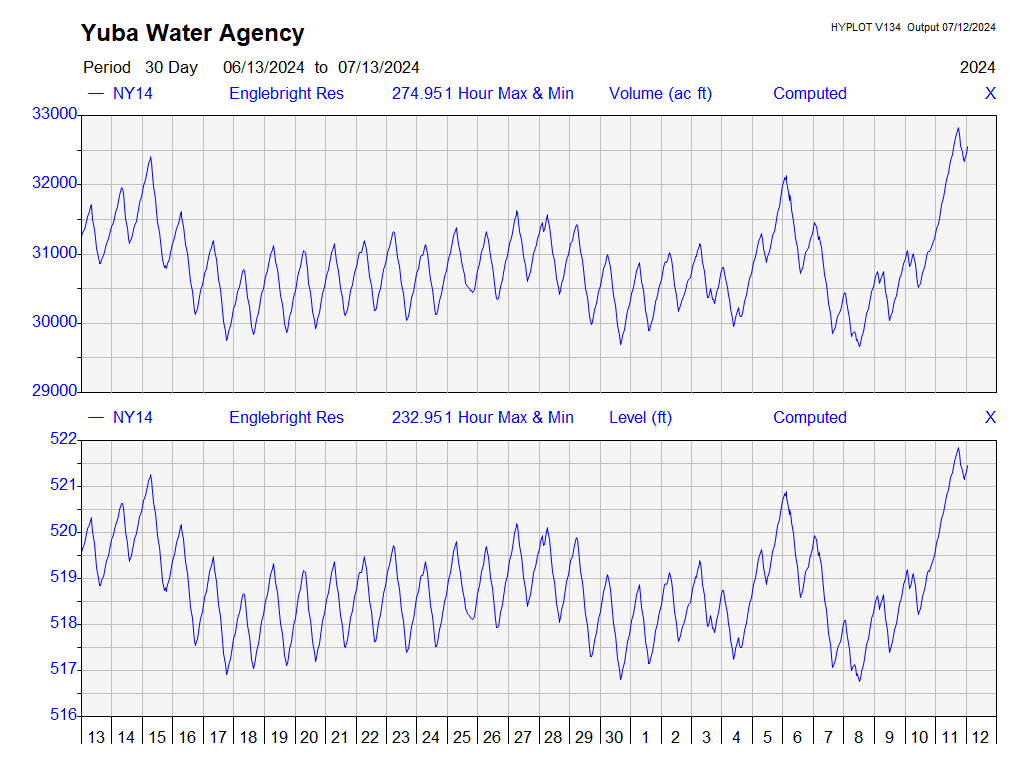 Yuba Water Agency
HYPLOT V134 Output 07/12/2024
Period 30 Day 06/13/2024 to 07/13/2024
2024
— NY14 Englebright Res 274.951 Hour Max & Min Volume (ac ft) Computed X
33000
32000
31000
30000
29000
— NY14 Englebright Res 232.951 Hour Max & Min Level (ft) Computed X
522
521
520
519
518
517
516
13 14 15 16 17 18 19 20 21 22 23 24 25 26 27 28 29 30 1 2 3 4 5 6 7 8 9 10 11 12